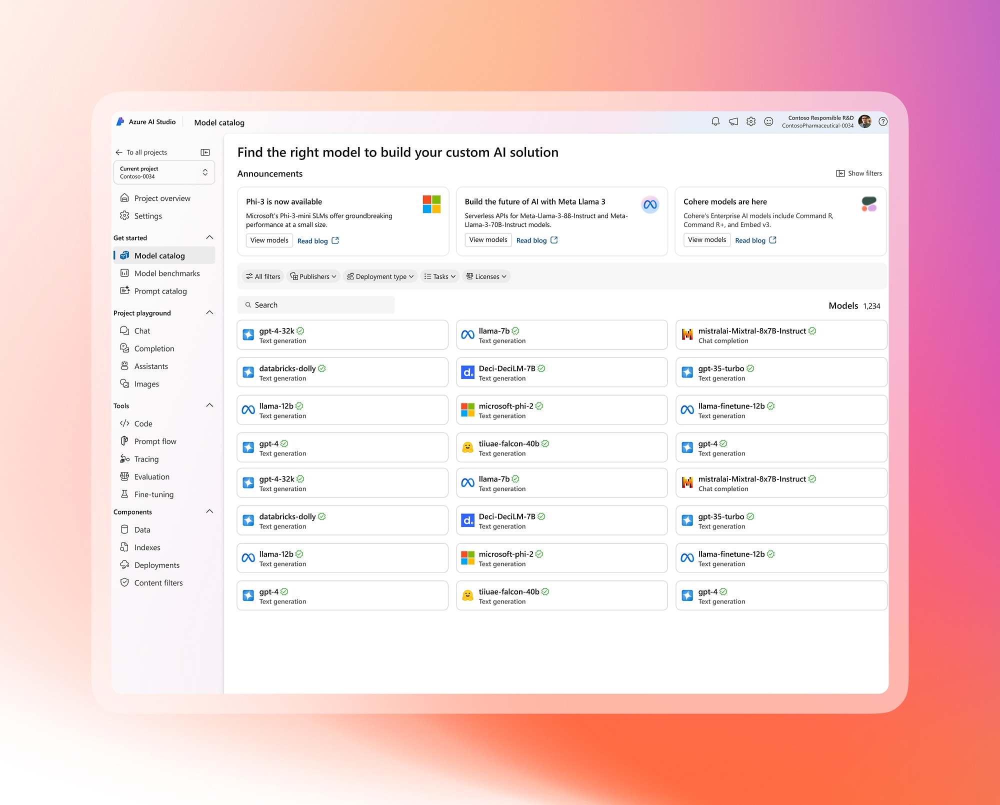 Azure AI Studio
Model catalog
Contoso Responsible R&D
ContosoPharmaceutical-0034
To all projects
Current project
Contoso-0034
Project overview
Settings
Get started
Model catalog
Model benchmarks
Prompt catalog
Project playground
Chat
Completion
Assistants
Images
Tools
Code
Prompt flow
Tracing
Evaluation
Fine-tuning
Components
Data
Indexes
Deployments
Content filters
Find the right model to build your custom AI solution
Announcements
Show filters
Phi-3 is now available
Microsoft's Phi-3-mini SLMs offer groundbreaking
performance at a small size.
View models Read blog
Build the future of AI with Meta Llama 3
Serverless APIs for Meta-Llama-3-88-Instruct and Meta-
Llama-3-70B-Instruct models.
View models Read blog
Cohere models are here
Cohere's Enterprise AI models include Command R,
Command R+, and Embed v3.
View models Read blog
All filters Publishers Deployment type Tasks Licenses
Search
Models 1,234
gpt-4-32k
Text generation
llama-7b
Text generation
mistralai-Mixtral-8x7B-Instruct
Chat completion
databricks-dolly
Text generation
d.
Deci-DeciLM-7B
Text generation
gpt-35-turbo
Text generation
llama-12b
Text generation
microsoft-phi-2
Text generation
llama-finetune-12b
Text generation
gpt-4
Text generation
tiiuae-falcon-40b
Text generation
gpt-4
Text generation
gpt-4-32k
Text generation
llama-7b
Text generation
mistralai-Mixtral-8x7B-Instruct
Chat completion
databricks-dolly
Text generation
d.
Deci-DeciLM-7B
Text generation
gpt-35-turbo
Text generation
llama-12b
Text generation
microsoft-phi-2
Text generation
llama-finetune-12b
Text generation
gpt-4
Text generation
tiiuae-falcon-40b
Text generation
gpt-4
Text generation